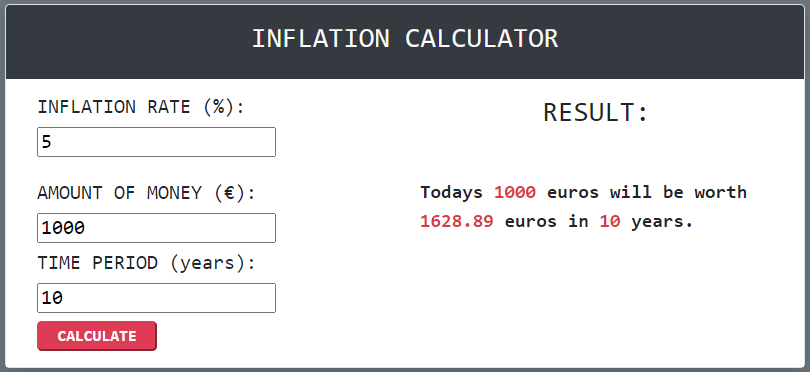 INFLATION CALCULATOR
INFLATION RATE (%):
5
AMOUNT OF MONEY (€):
1000
TIME PERIOD (years):
10
CALCULATE
RESULT:
Todays 1000 euros will be worth
1628.89 euros in 10 years.